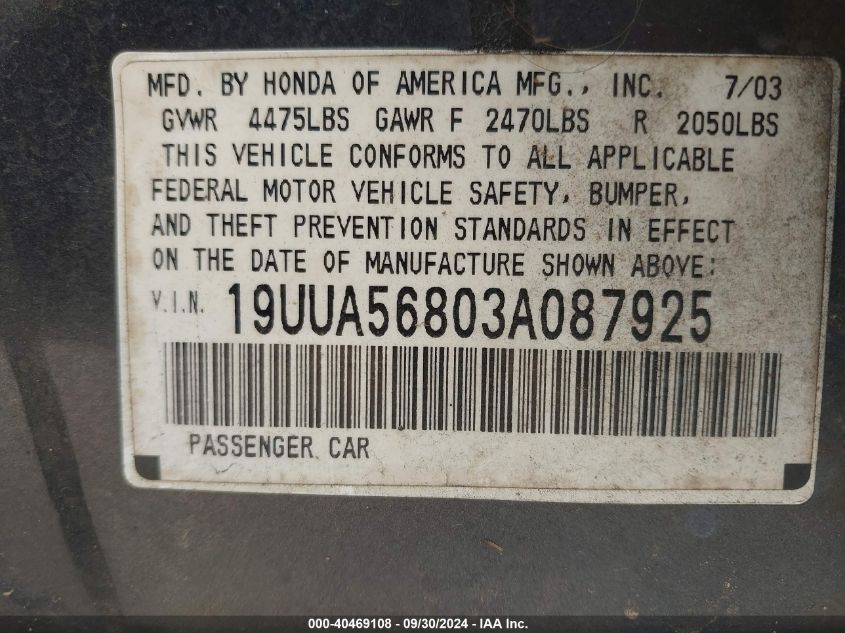 MFD. BY HONDA OF AMERICA MFG., INC. 7/03
GVWR 4475LBS GAWR F 2470LBS R 2050LBS
THIS VEHICLE CONFORMS TO ALL APPLICABLE
FEDERAL MOTOR VEHICLE SAFETY, BUMPER,
AND THEFT PREVENTION STANDARDS IN EFFECT
ON THE DATE OF MANUFACTURE SHOWN ABOVE:
V.I.N. 19UUA56803A087925
PASSENGER CAR
000-40469108 - 09/30/2024 - IAA Inc.